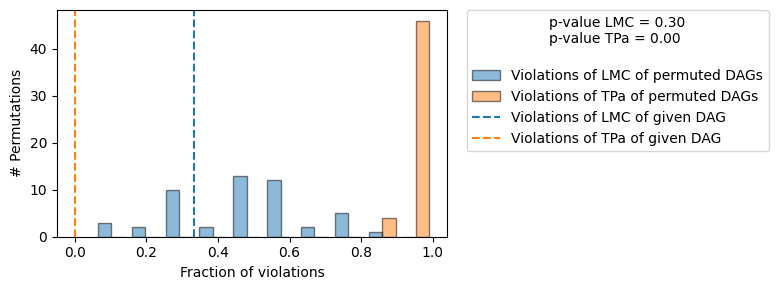 p-value LMC = 0.30
p-value TPa = 0.00
Violations of LMC of permuted DAGs
Violations of TPa of permuted DAGs
Violations of LMC of given DAG
Violations of TPa of given DAG
# Permutations
40
30
20
10
0
0.0 0.2 0.4 0.6 0.8 1.0
Fraction of violations